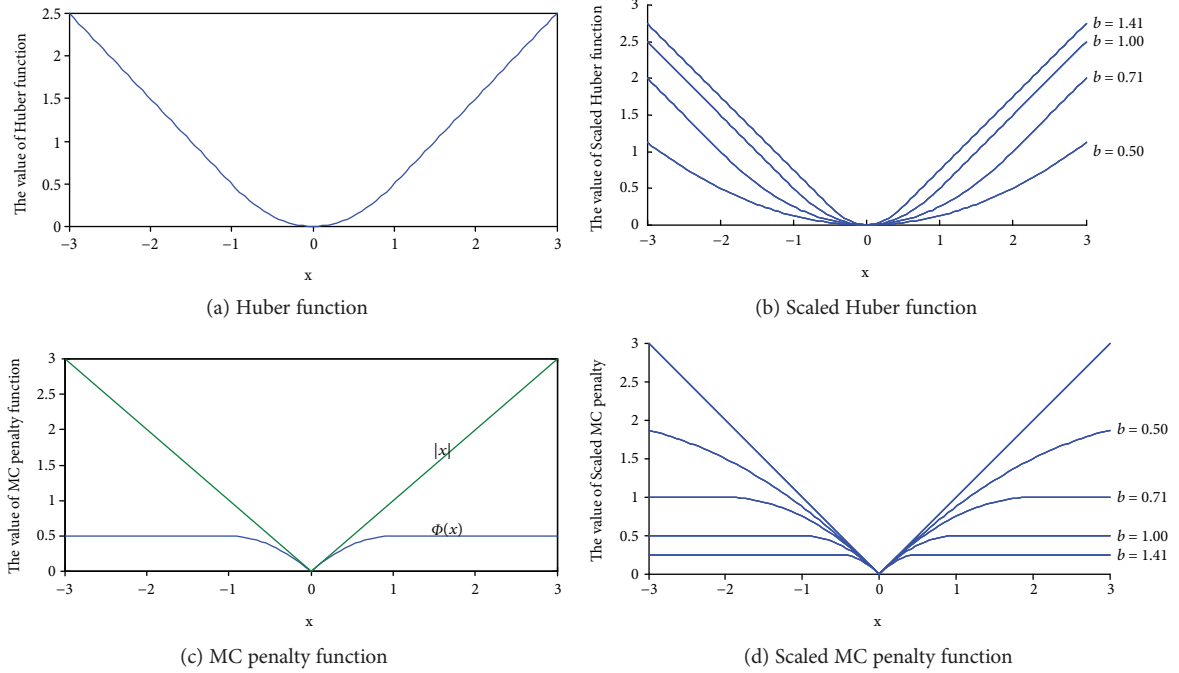 The value of Huber function
2.5
2
1.5
1
0.5
0
−3
−2
−1
0
1
2
3
x
(a) Huber function
The value of Scaled Huber function
3
2.5
2
1.5
1
0.5
0
−3
−2
−1
0
1
2
3
x
b = 1.41
b = 1.00
b = 0.71
b = 0.50
(b) Scaled Huber function
The value of MC penalty function
3
2.5
2
1.5
1
0.5
0
−3
−2
−1
0
1
2
3
x
|x|
Φ(x)
(c) MC penalty function
The value of Scaled MC penalty
3
2.5
2
1.5
1
0.5
0
−3
−2
−1
0
1
2
3
x
b = 0.50
b = 0.71
b = 1.00
b = 1.41
(d) Scaled MC penalty function